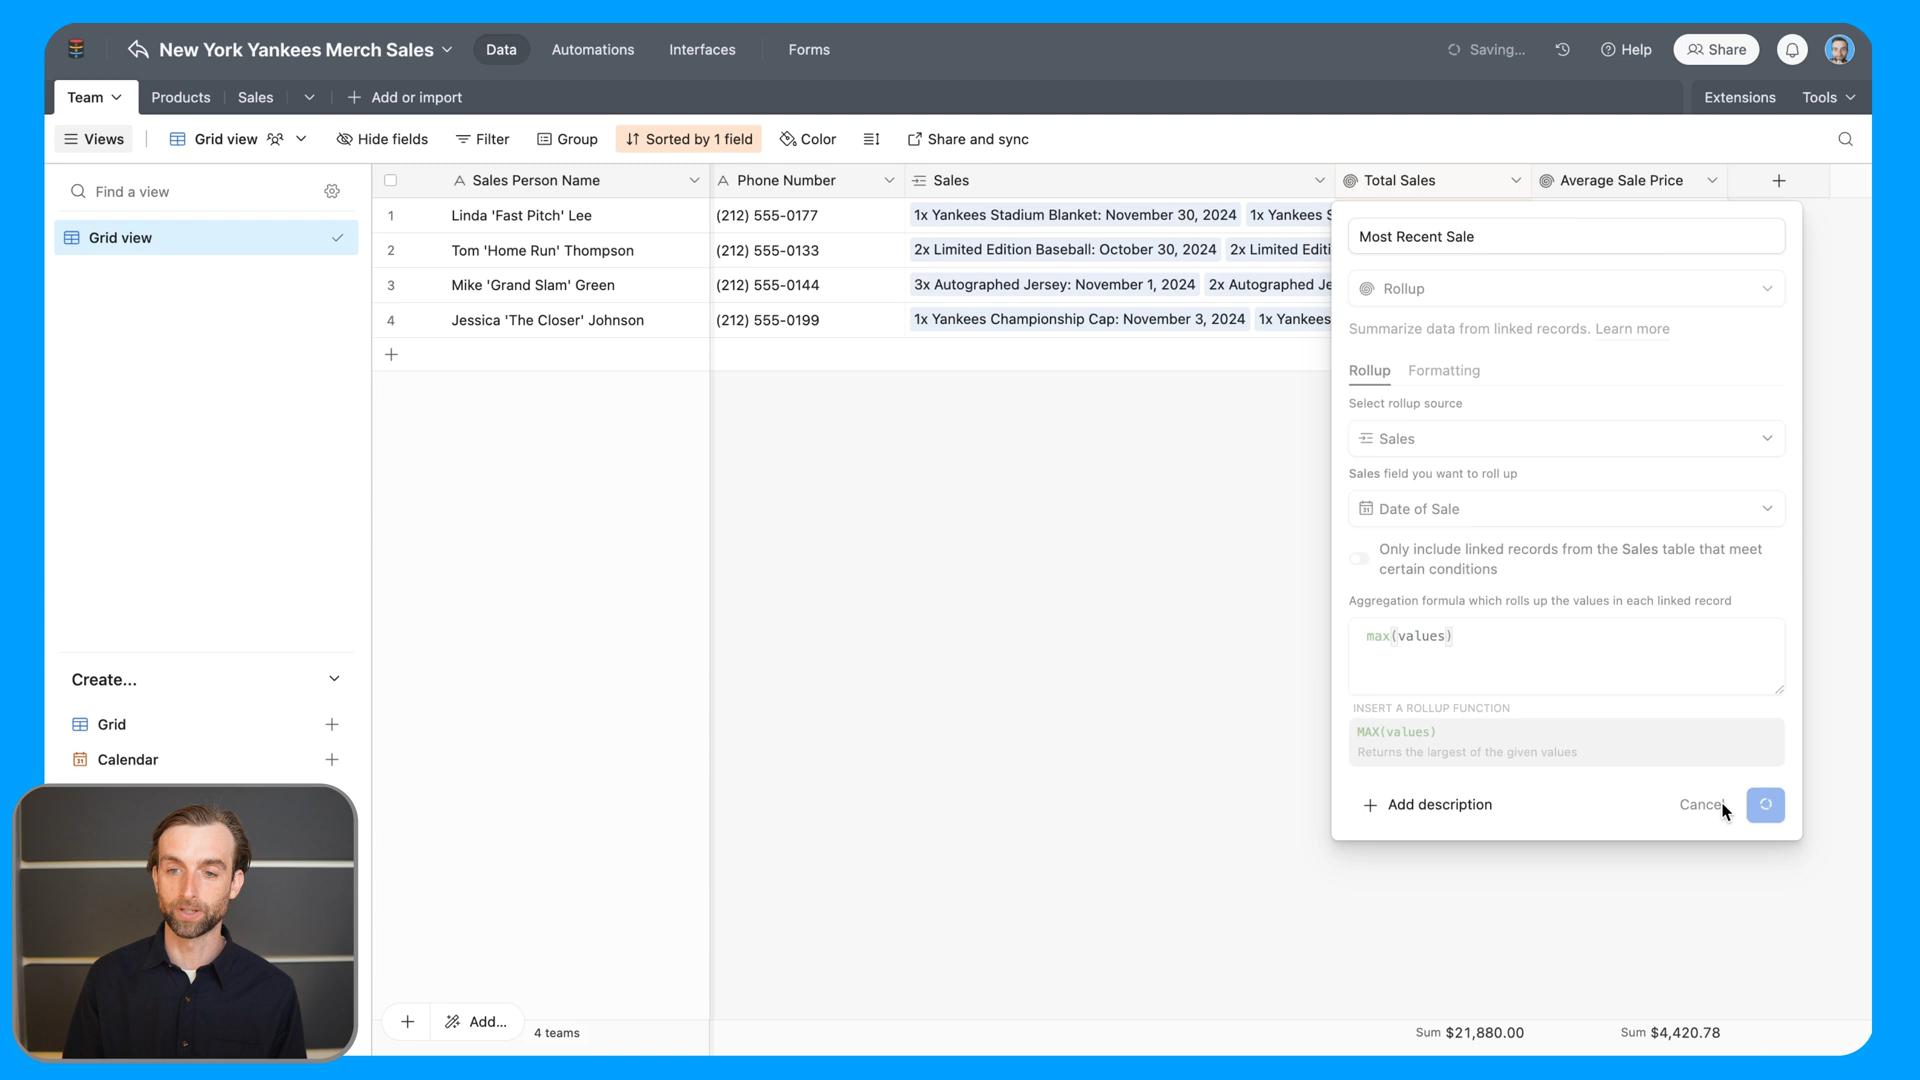 New York Yankees Merch Sales
Data
Automations
Interfaces
Forms
Saving...
Help
Share
Team
Products
Sales
Add or import
Extensions
Tools
Views
Grid view
Hide fields
Filter
Group
Sorted by 1 field
Color
Share and sync
Find a view
Grid view
Sales Person Name
Phone Number
Sales
Total Sales
Average Sale Price
1 Linda 'Fast Pitch' Lee (212) 555-0177 1x Yankees Stadium Blanket: November 30, 2024 1x Yankees S
2 Tom 'Home Run' Thompson (212) 555-0133 2x Limited Edition Baseball: October 30, 2024 2x Limited Editi
3 Mike 'Grand Slam' Green (212) 555-0144 3x Autographed Jersey: November 1, 2024 2x Autographed Je
4 Jessica 'The Closer' Johnson (212) 555-0199 1x Yankees Championship Cap: November 3, 2024 1x Yankees
Most Recent Sale
Rollup
Summarize data from linked records. Learn more
Rollup Formatting
Select rollup source
Sales
Sales field you want to roll up
31 Date of Sale
Only include linked records from the Sales table that meet
certain conditions
Aggregation formula which rolls up the values in each linked record
max(values)
INSERT A ROLLUP FUNCTION
MAX(values)
Returns the largest of the given values
Add description
Cancel
Create...
Grid
31 Calendar
Add...
4 teams
Sum $21,880.00
Sum $4,420.78